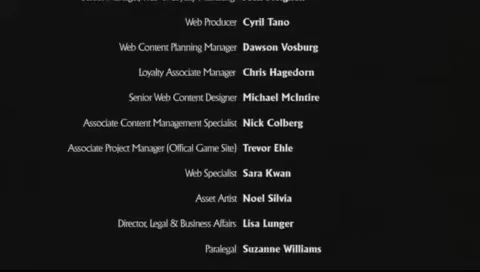 Web Producer Cyril Tano
Web Content Planning Manager Dawson Vosburg
Loyalty Associate Manager Chris Hagedorn
Senior Web Content Designer Michael McIntire
Associate Content Management Specialist Nick Colberg
Associate Project Manager (Offical Game Site) Trevor Ehle
Web Specialist Sara Kwan
Asset Artist Noel Silvia
Director, Legal & Business Affairs Lisa Lunger
Paralegal Suzanne Williams